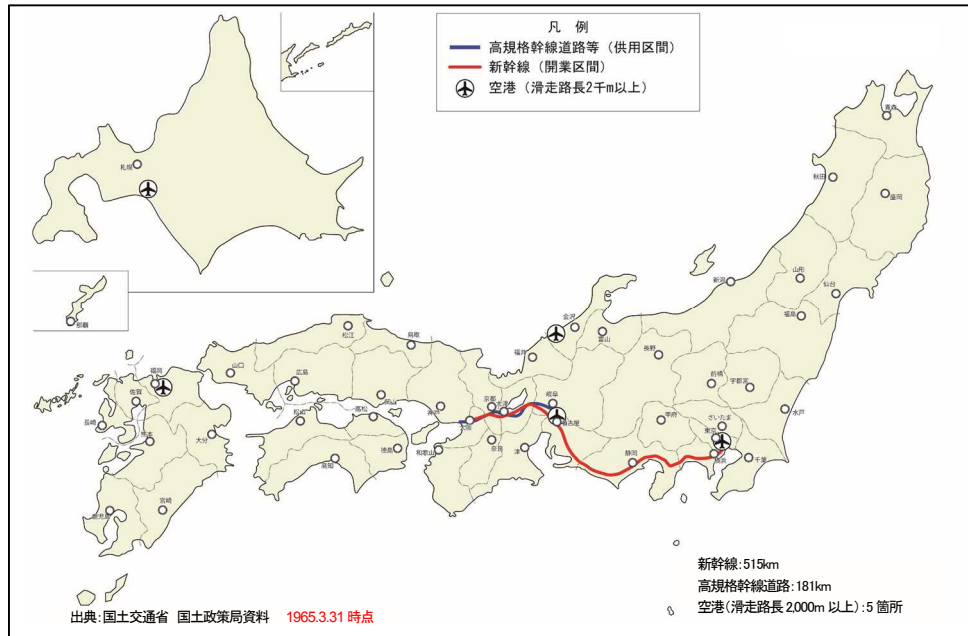 凡 例
高規格幹線道路等 (供用区間)
新幹線 (開業区間)
空港 (滑走路長2千m以上)
札幌
那覇
青森
秋田
盛岡
山形
仙台
新潟
福島
金沢
富山
長野
福井
前橋
宇都宮
水戸
松江
鳥取
山口
広島
岡山
神戸
京都
大津
岐阜
名古屋
大阪
甲府
さいたま
東京
横浜
千葉
静岡
福岡
佐賀
長崎
熊本
大分
松山
高松
徳島
高知
和歌山
奈良
津
宮崎
鹿児島
新幹線:515km
高規格幹線道路:181km
空港(滑走路長 2,000m 以上):5 箇所
出典:国土交通省 国土政策局資料 1965.3.31 時点